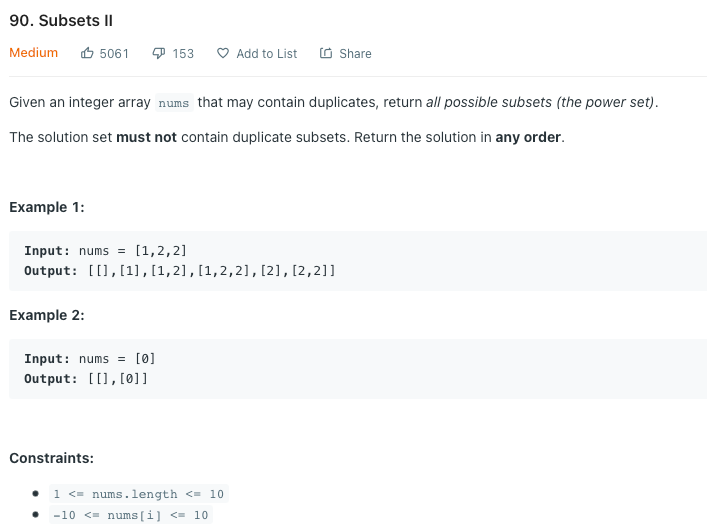 90. Subsets II
Medium 5061 153 Add to List Share
Given an integer array nums that may contain duplicates, return all possible subsets (the power set).
The solution set must not contain duplicate subsets. Return the solution in any order.
Example 1:
Input: nums = [1,2,2]
Output: [[],[1],[1,2],[1,2,2],[2],[2,2]]
Example 2:
Input: nums = [0]
Output: [[],[0]]
Constraints:
• 1 <= nums.length <= 10
• -10 <= nums[i] <= 10